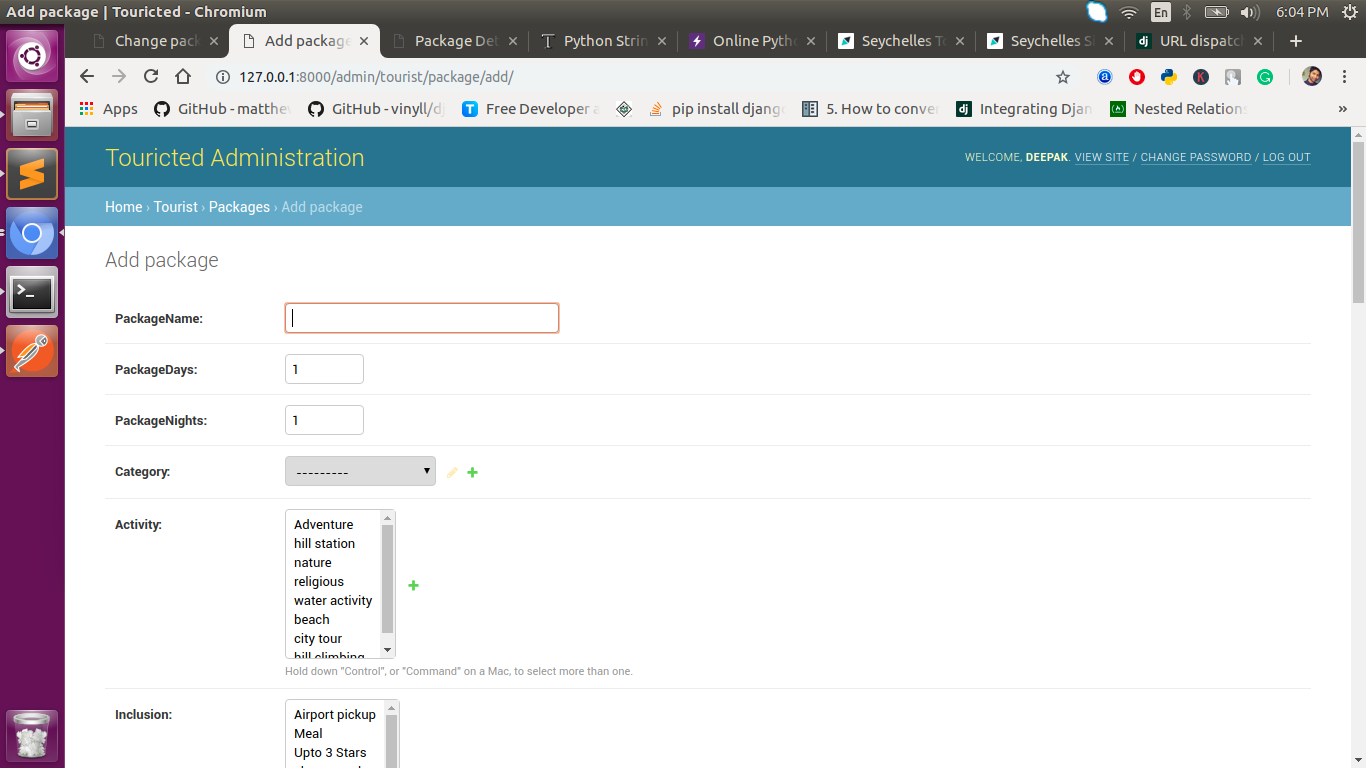 Add package | Touricted - Chromium
En
6:04 PM
Change pac
Add package
Package Det
Python Strin
Online Pytho
Seychelles To
Seychelles S
URL dispatc
127.0.0.1:8000/admin/tourist/package/add/
Apps
GitHub - matthe
GitHub - vinyll/dj
Free Developer a
pip install djang
5. How to conver
Integrating Djan
Nested Relations
»
Touricted Administration
WELCOME, DEEPAK. VIEW SITE / CHANGE PASSWORD / LOG OUT
Home › Tourist › Packages › Add package
Add package
PackageName:
PackageDays: 1
PackageNights: 1
Category: ---------
Activity:
Adventure
hill station
nature
religious
water activity
beach
city tour
hill climbing
Hold down "Control", or "Command" on a Mac, to select more than one.
Inclusion:
Airport pickup
Meal
Upto 3 Stars